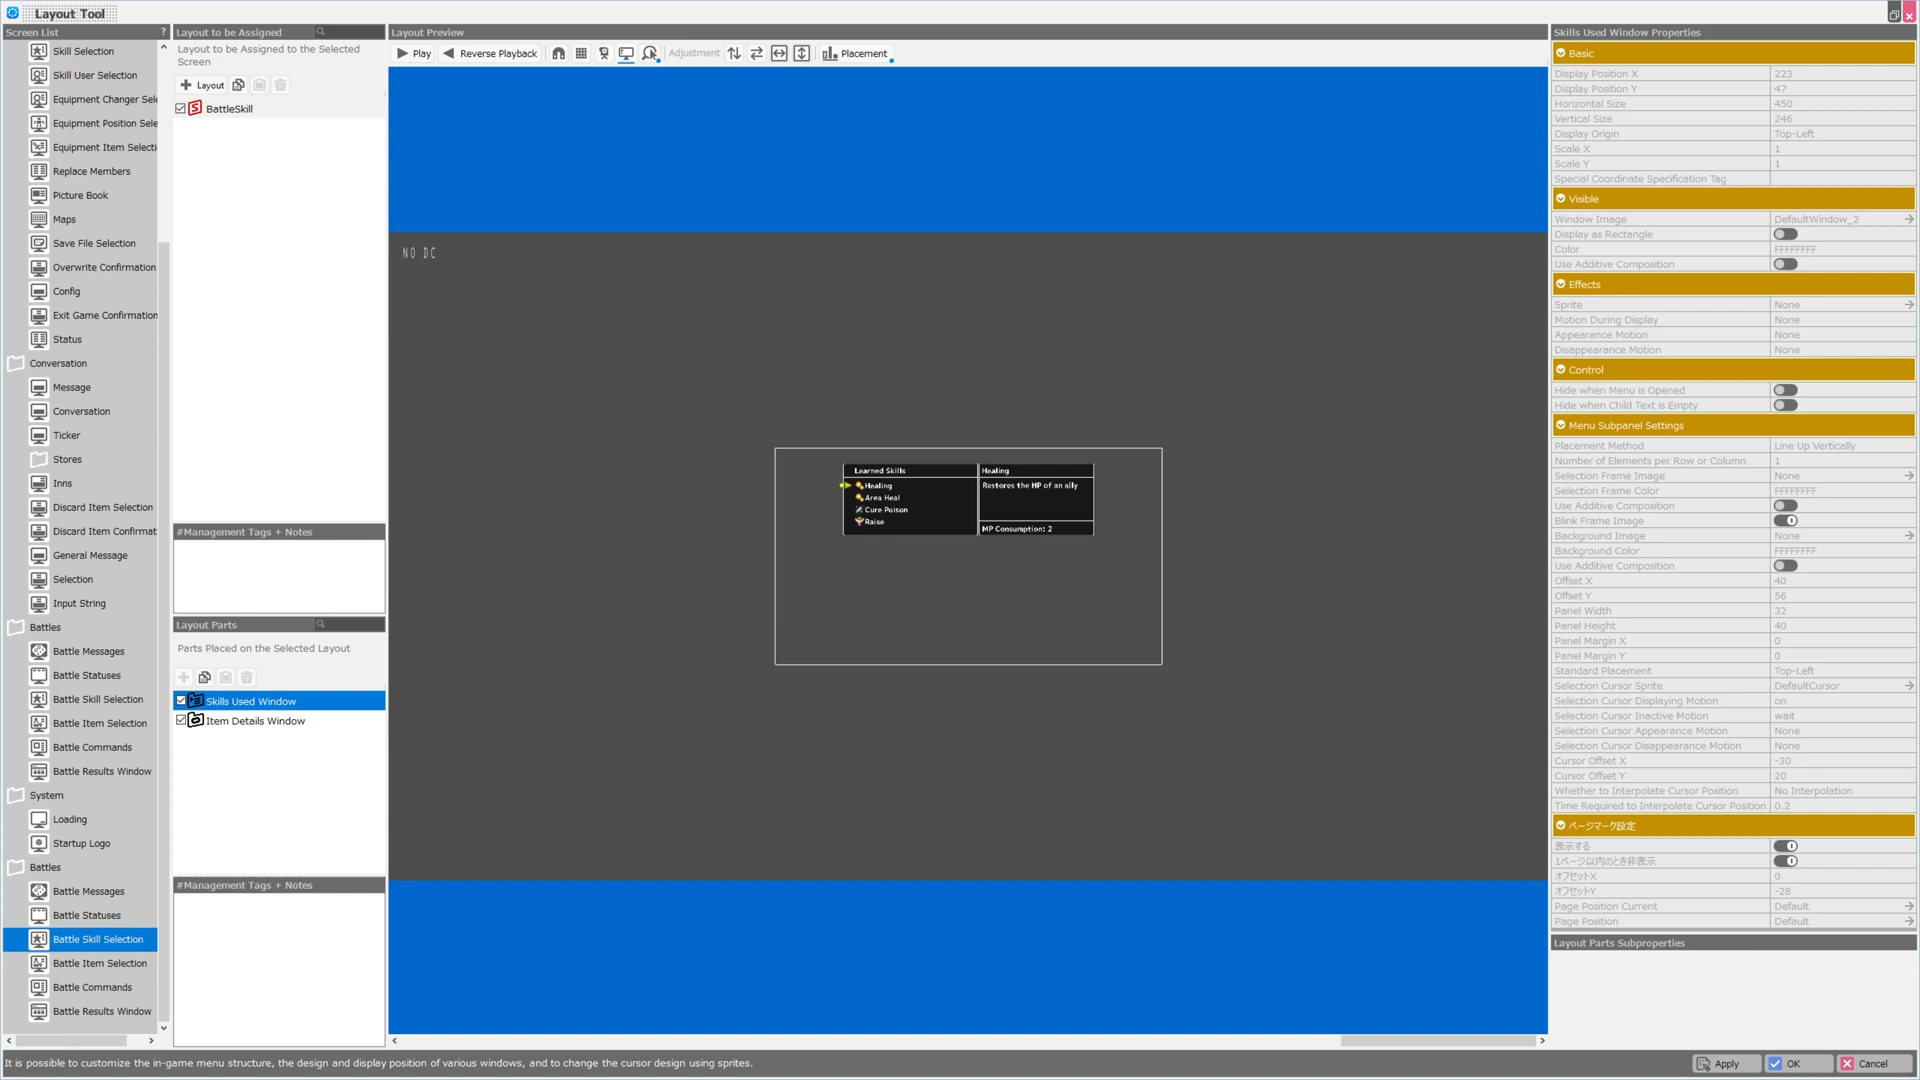 Layout Tool
Screen List ?
Skill Selection
Skill User Selection
Equipment Changer Sele
Equipment Position Sele
Equipment Item Selecti
Replace Members
Picture Book
Maps
Save File Selection
Overwrite Confirmation
Config
Exit Game Confirmation
Status
Conversation
Message
Conversation
Ticker
Stores
Inns
Discard Item Selection
Discard Item Confirmat
General Message
Selection
Input String
Battles
Battle Messages
Battle Statuses
Battle Skill Selection
Battle Item Selection
Battle Commands
Battle Results Window
System
Loading
Startup Logo
Battles
Battle Messages
Battle Statuses
Battle Skill Selection
Battle Item Selection
Battle Commands
Battle Results Window
Layout to be Assigned
Layout to be Assigned to the Selected
Screen
Layout
BattleSkill
#Management Tags + Notes
Layout Parts
Parts Placed on the Selected Layout
Skills Used Window
Item Details Window
#Management Tags + Notes
Layout Preview
Play Reverse Playback Adjustment Placement
NO DC
Learned Skills
Healing
Area Heal
Cure Poison
Raise
Healing
Restores the HP of an ally
MP Consumption: 2
Skills Used Window Properties
Basic
Display Position X 223
Display Position Y 47
Horizontal Size 450
Vertical Size 246
Display Origin Top-Left
Scale X 1
Scale Y 1
Special Coordinate Specification Tag
Visible
Window Image DefaultWindow_2
Display as Rectangle
Color FFFFFFFF
Use Additive Composition
Effects
Sprite None
Motion During Display None
Appearance Motion None
Disappearance Motion None
Control
Hide when Menu is Opened
Hide when Child Text is Empty
Menu Subpanel Settings
Placement Method Line Up Vertically
Number of Elements per Row or Column 1
Selection Frame Image None
Selection Frame Color FFFFFFFF
Use Additive Composition
Blink Frame Image
Background Image None
Background Color FFFFFFFF
Use Additive Composition
Offset X 40
Offset Y 56
Panel Width 32
Panel Height 40
Panel Margin X 0
Panel Margin Y 0
Standard Placement Top-Left
Selection Cursor Sprite DefaultCursor
Selection Cursor Displaying Motion on
Selection Cursor Inactive Motion wait
Selection Cursor Appearance Motion None
Selection Cursor Disappearance Motion None
Cursor Offset X -30
Cursor Offset Y 20
Whether to Interpolate Cursor Position No Interpolation
Time Required to Interpolate Cursor Position 0.2
ページマーク設定
表示する
1ページ以内のとき非表示
オフセットX 0
オフセットY -28
Page Position Current Default
Page Position Default
Layout Parts Subproperties
It is possible to customize the in-game menu structure, the design and display position of various windows, and to change the cursor design using sprites.
Apply OK Cancel